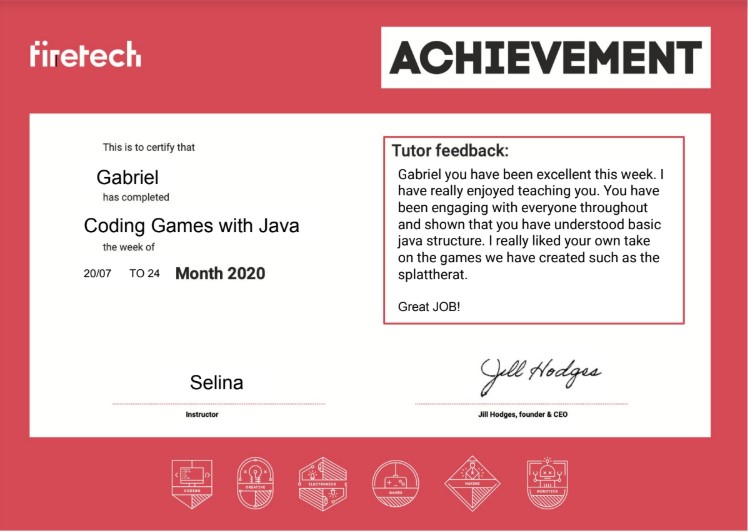 firetech
ACHIEVEMENT
This is to certify that
Gabriel
has completed
Coding Games with Java
the week of
20/07 TO 24 Month 2020
Tutor feedback:
Gabriel you have been excellent this week. I
have really enjoyed teaching you. You have
been engaging with everyone throughout
and shown that you have understood basic
java structure. I really liked your own take
on the games we have created such as the
splattherat.
Great JOB!
Selina
Instructor
Jill Hodges
Jill Hodges, founder & CEO
CODING
CREATIVE
ELECTRONICS
GAMES
MAKING
ROBOTICS